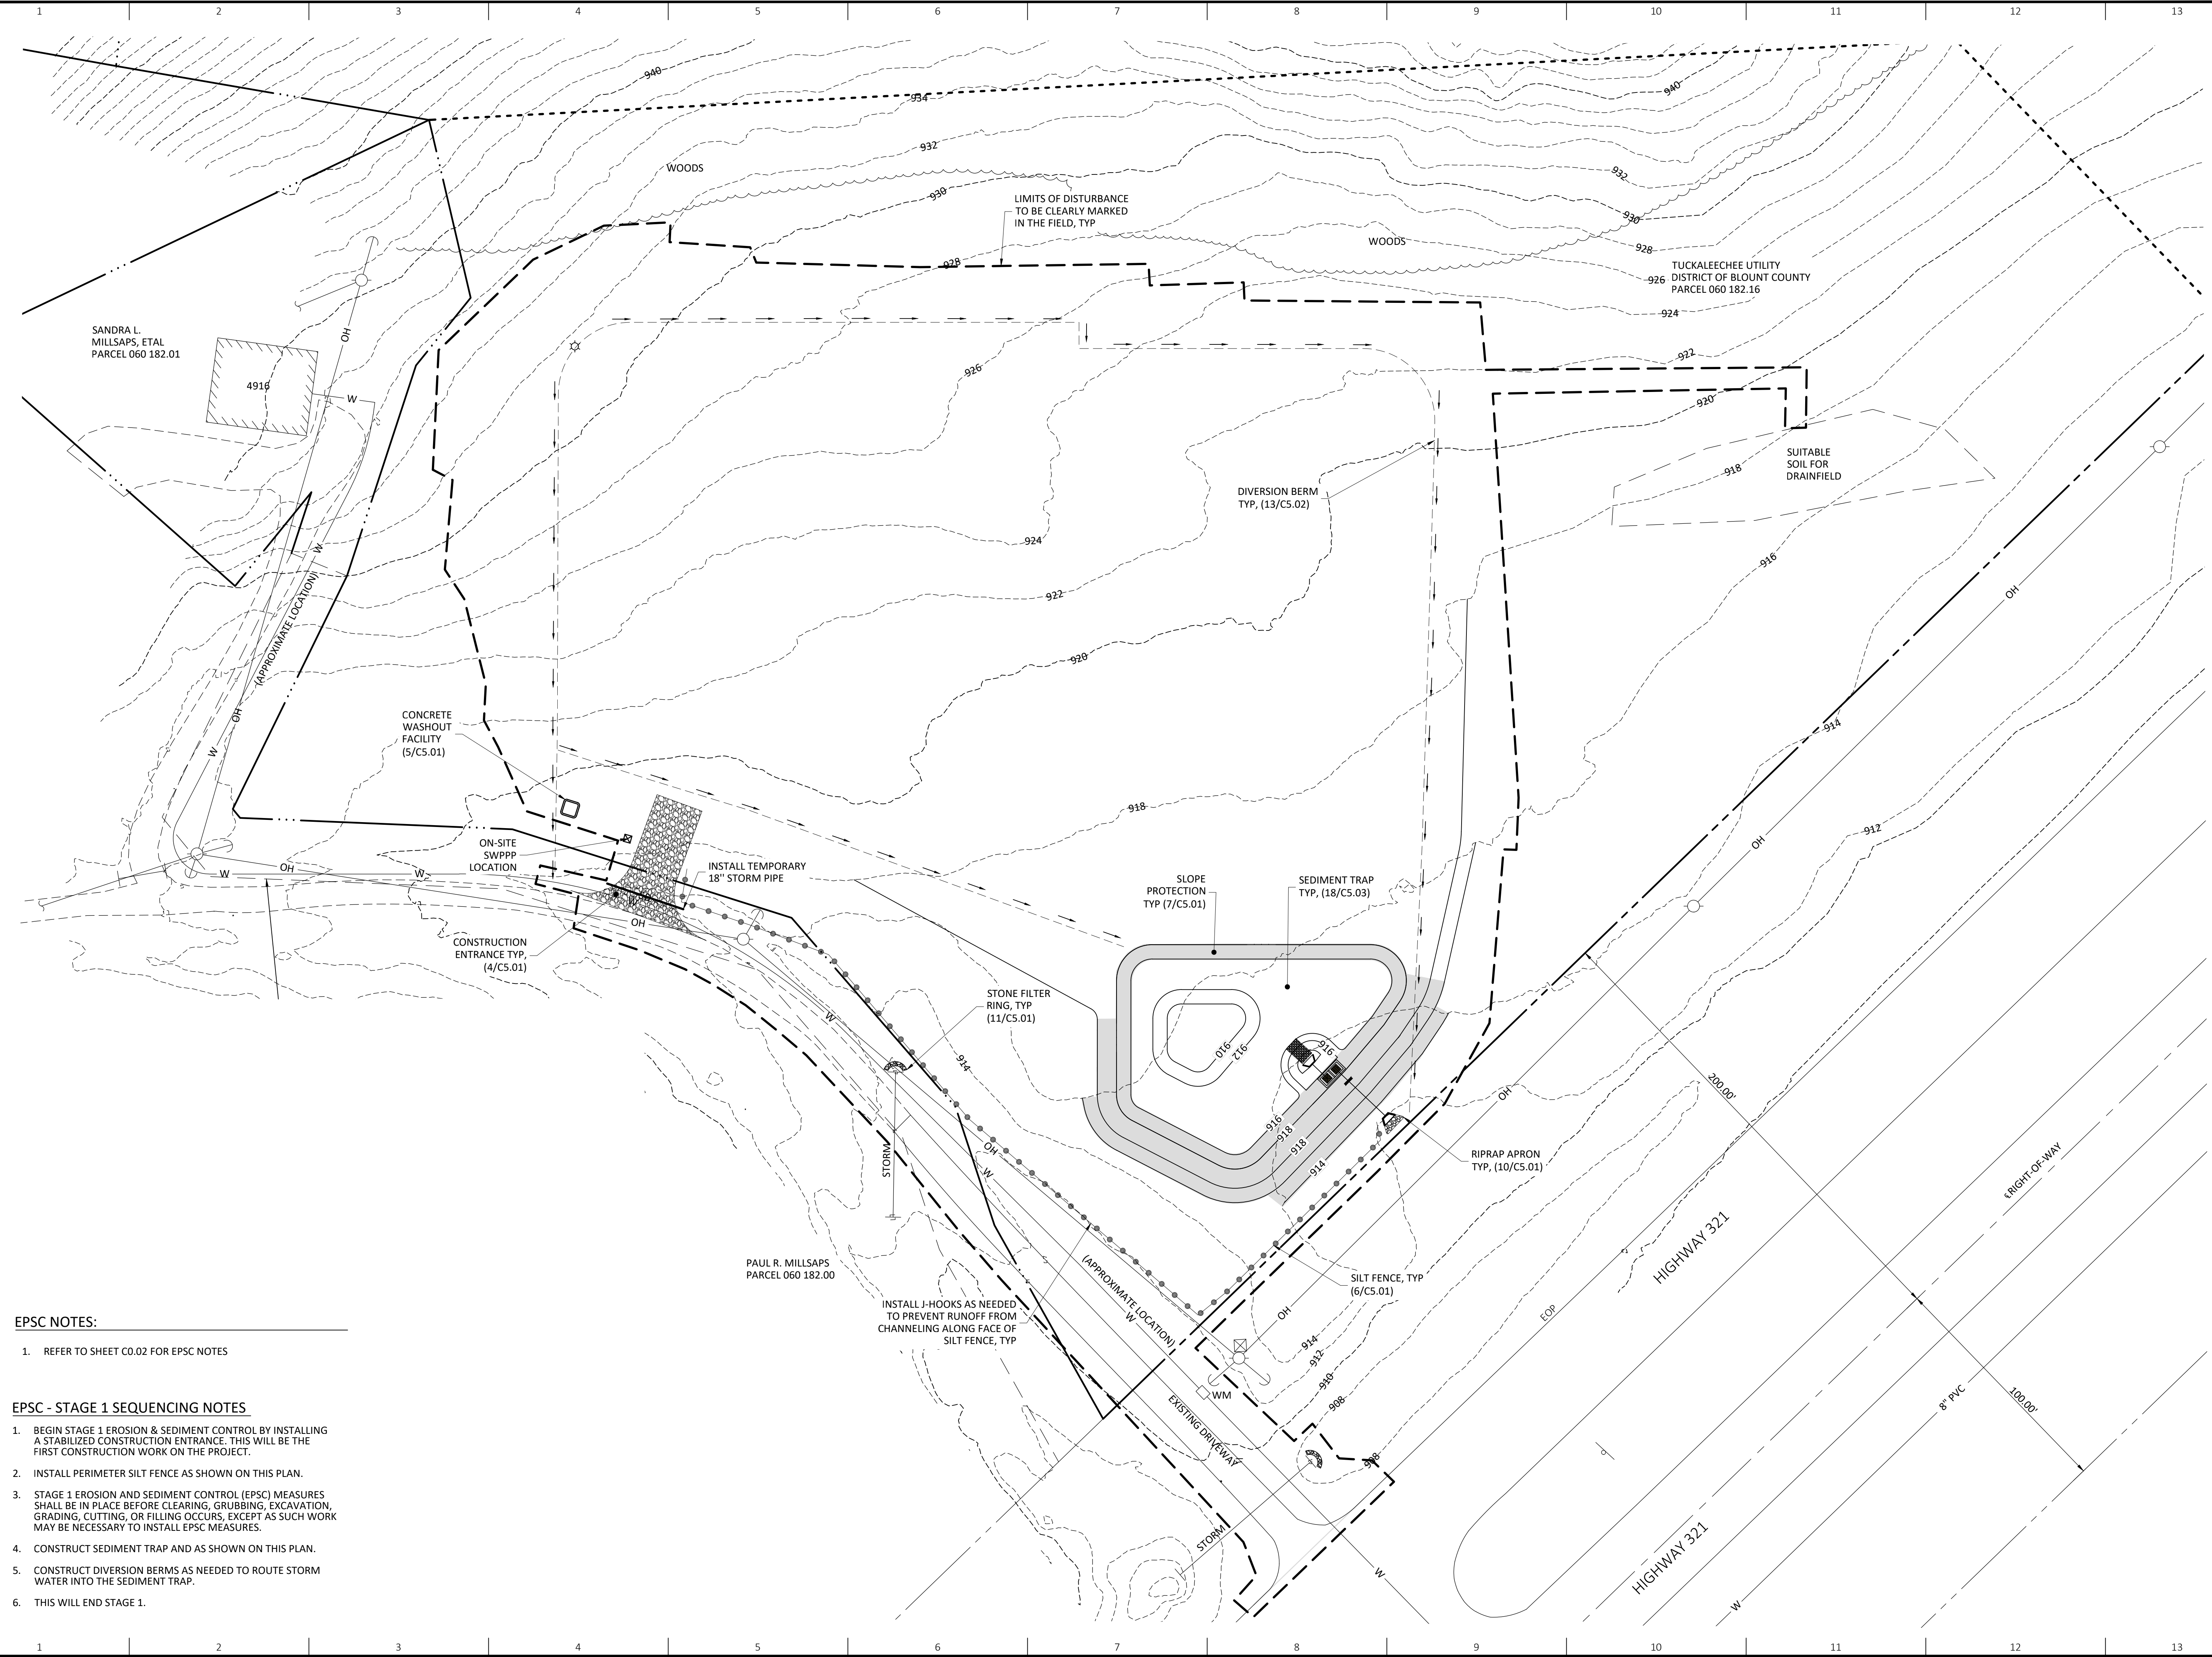 1 2 3 4 5 6 7 8 9 10 11 12 13
940
934
940
932
WOODS
932
930
LIMITS OF DISTURBANCE
TO BE CLEARLY MARKED
IN THE FIELD, TYP
930
WOODS
928
928
TUCKALEECHEE UTILITY
DISTRICT OF BLOUNT COUNTY
PARCEL 060 182.16
926
924
SANDRA L.
MILLSAPS, ETAL
PARCEL 060 182.01
OH
4916
W
922
926
920
SUITABLE
SOIL FOR
DRAINFIELD
918
DIVERSION BERM
TYP, (13/C5.02)
924
W
(APPROXIMATE LOCATION)
916
922
OH
920
OH
W
CONCRETE
WASHOUT
FACILITY
(5/C5.01)
914
918
912
ON-SITE
SWPPP
LOCATION
OH
W
OH
W
W
INSTALL TEMPORARY
18" STORM PIPE
OH
SLOPE
PROTECTION
TYP (7/C5.01)
SEDIMENT TRAP
TYP, (18/C5.03)
CONSTRUCTION
ENTRANCE TYP,
(4/C5.01)
STONE FILTER
RING, TYP
(11/C5.01)
W
914
910
912
916
OH
200.00'
916
918
918
914
RIPRAP APRON
TYP, (10/C5.01)
STORM
OH
W
℄RIGHT-OF-WAY
HIGHWAY 321
PAUL R. MILLSAPS
PARCEL 060 182.00
(APPROXIMATE LOCATION)
W
SILT FENCE, TYP
(6/C5.01)
INSTALL J-HOOKS AS NEEDED
TO PREVENT RUNOFF FROM
CHANNELING ALONG FACE OF
SILT FENCE, TYP
OH
EOP
914
912
910
908
WM
EXISTING DRIVEWAY
908
8" PVC
100.00'
STORM
W
HIGHWAY 321
W
EPSC NOTES:
1. REFER TO SHEET C0.02 FOR EPSC NOTES
EPSC - STAGE 1 SEQUENCING NOTES
1. BEGIN STAGE 1 EROSION & SEDIMENT CONTROL BY INSTALLING
A STABILIZED CONSTRUCTION ENTRANCE. THIS WILL BE THE
FIRST CONSTRUCTION WORK ON THE PROJECT.
2. INSTALL PERIMETER SILT FENCE AS SHOWN ON THIS PLAN.
3. STAGE 1 EROSION AND SEDIMENT CONTROL (EPSC) MEASURES
SHALL BE IN PLACE BEFORE CLEARING, GRUBBING, EXCAVATION,
GRADING, CUTTING, OR FILLING OCCURS, EXCEPT AS SUCH WORK
MAY BE NECESSARY TO INSTALL EPSC MEASURES.
4. CONSTRUCT SEDIMENT TRAP AND AS SHOWN ON THIS PLAN.
5. CONSTRUCT DIVERSION BERMS AS NEEDED TO ROUTE STORM
WATER INTO THE SEDIMENT TRAP.
6. THIS WILL END STAGE 1.
1 2 3 4 5 6 7 8 9 10 11 12 13